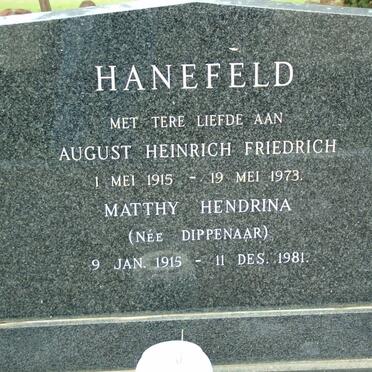 HANEFELD
MET TERE LIEFDE AAN
AUGUST HEINRICH FRIEDRICH
1 MEI 1915 - 19 MEI 1973.
MATTHY HENDRINA
(NÉE DIPPENAAR)
9 JAN. 1915 - 11 DES. 1981.